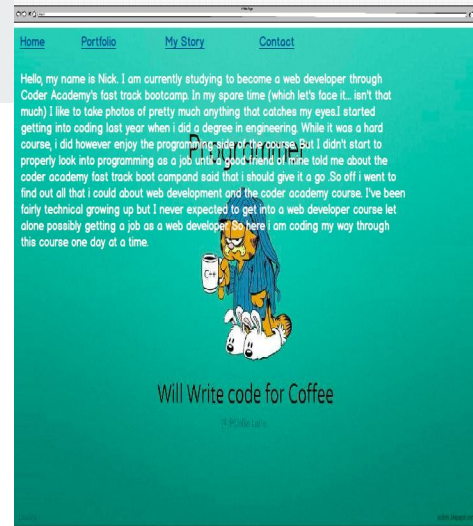 Home Portfolio My Story Contact
Hello, my name is Nick. I am currently studying to become a web developer through
Coder Academy's fast track bootcamp. In my spare time (which let's face it... isn't that
much) I like to take photos of pretty much anything that catches my eyes.I started
getting into coding last year when i did a degree in engineering. While it was a hard
course, i did however enjoy the programming side of the course. But I didn't start to
properly look into programming as a job until a good friend of mine told me about the
coder academy fast track boot campand said that i should give it a go .So off i went to
find out all that i could about web development and the coder academy course. I've been
fairly technical growing up but I never expected to get into a web developer course let
alone possibly getting a job as a web developer. So here i am coding my way through
this course one day at a time.
Programmer
C++
Will Write code for Coffee